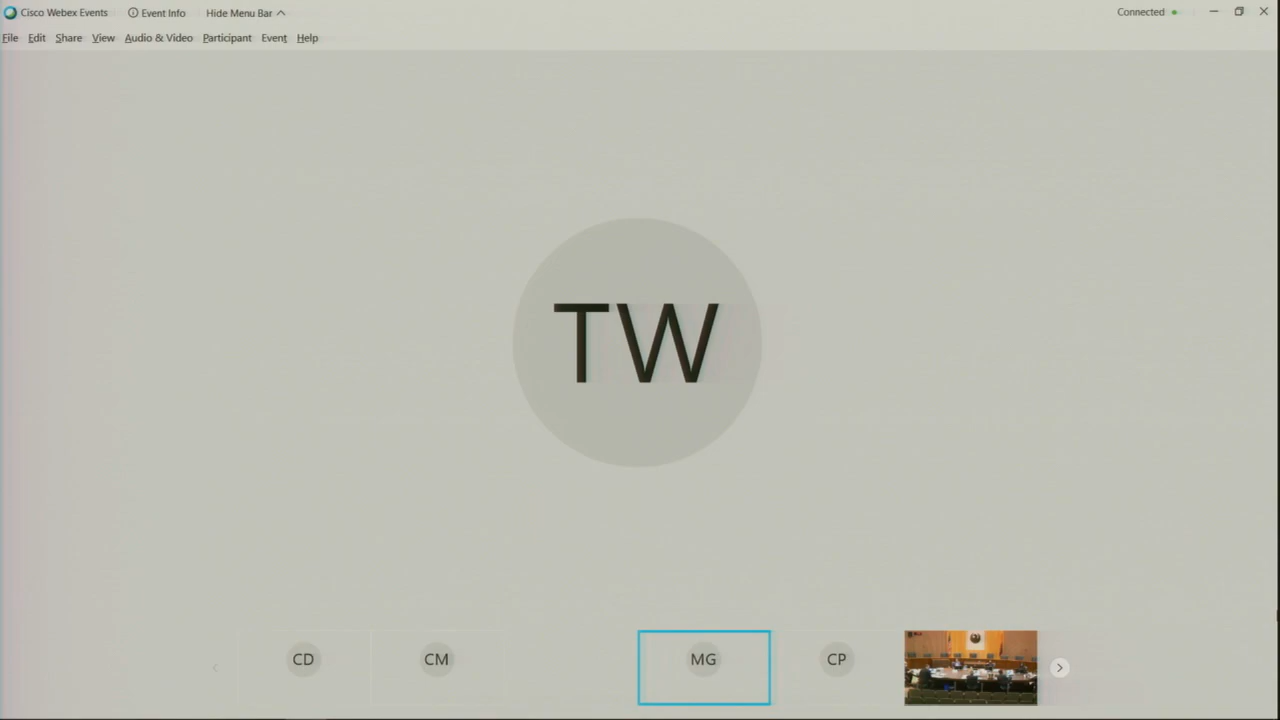 Cisco Webex Events Event Info Hide Menu Bar Connected
File Edit Share View Audio & Video Participant Event Help
TW
CD CM MG CP